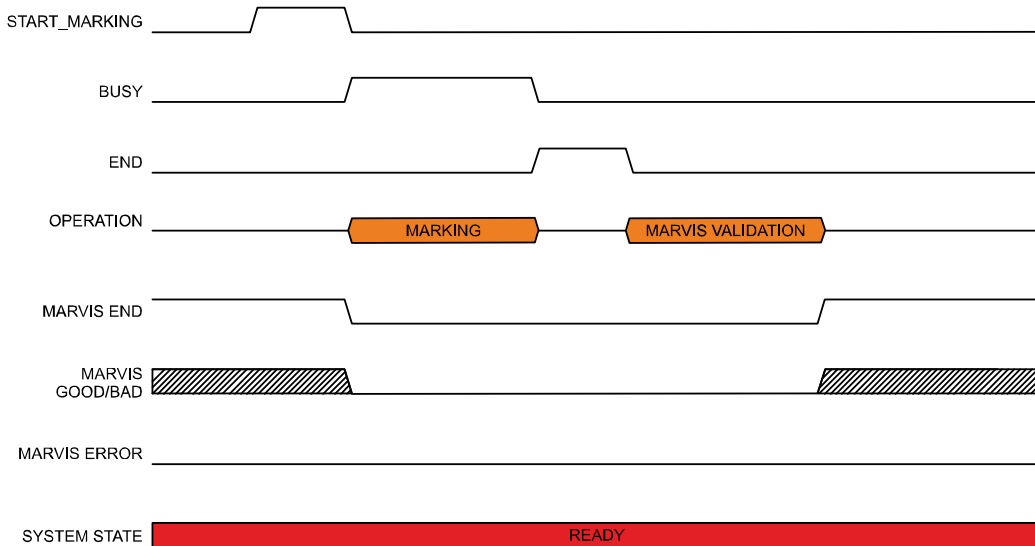 START_MARKING
BUSY
END
OPERATION
MARKING
MARVIS VALIDATION
MARVIS END
MARVIS
GOOD/BAD
MARVIS ERROR
SYSTEM STATE
READY